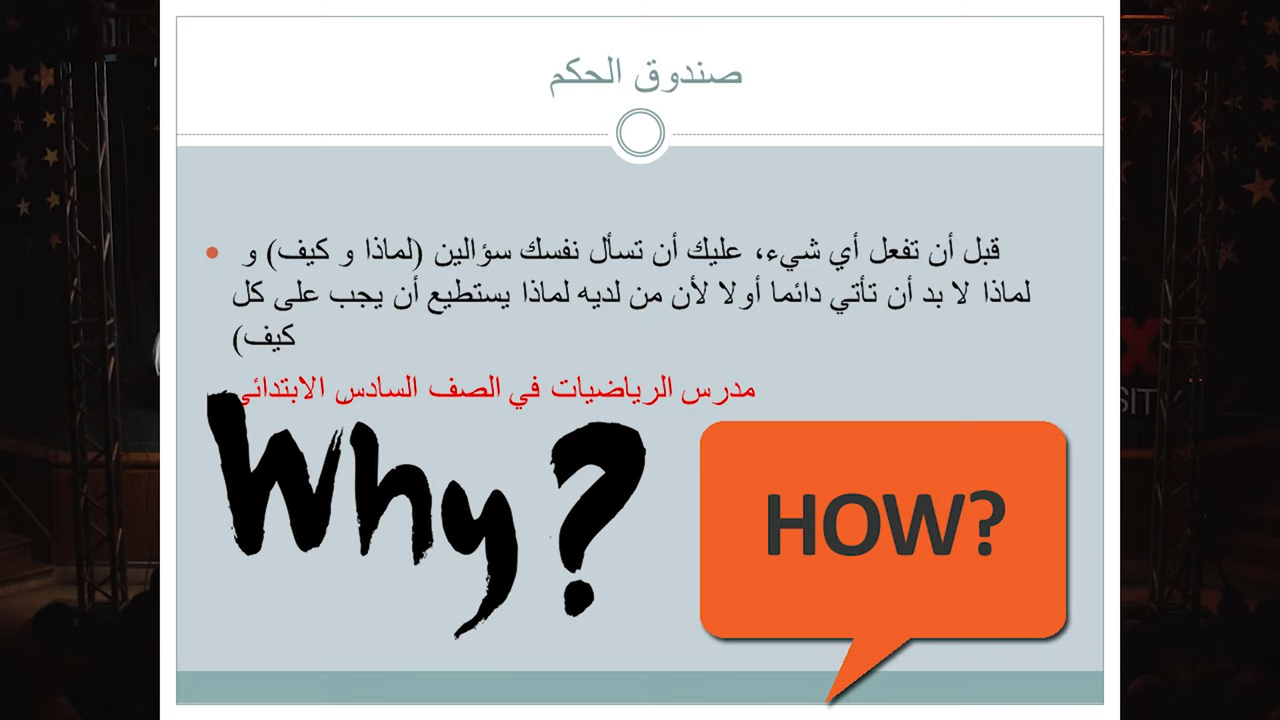 صندوق الحكم
قبل أن تفعل أي شيء، عليك أن تسأل نفسك سؤالين (لماذا و كيف) و
لماذا لا بد أن تأتي دائما أولا لأن من لديه لماذا يستطيع أن يجب على كل
كيف)
مدرس الرياضيات في الصف السادس الابتدائي
Why?
HOW?